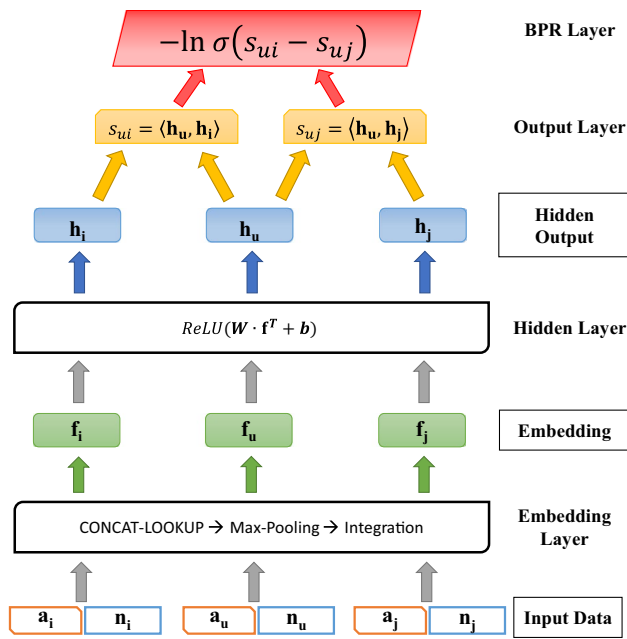 −ln σ(s_ui − s_uj)
BPR Layer
s_ui = ⟨h_u, h_i⟩
s_uj = ⟨h_u, h_j⟩
Output Layer
h_i
h_u
h_j
Hidden
Output
ReLU(W · f^T + b)
Hidden Layer
f_i
f_u
f_j
Embedding
CONCAT-LOOKUP → Max-Pooling → Integration
Embedding
Layer
a_i
n_i
a_u
n_u
a_j
n_j
Input Data